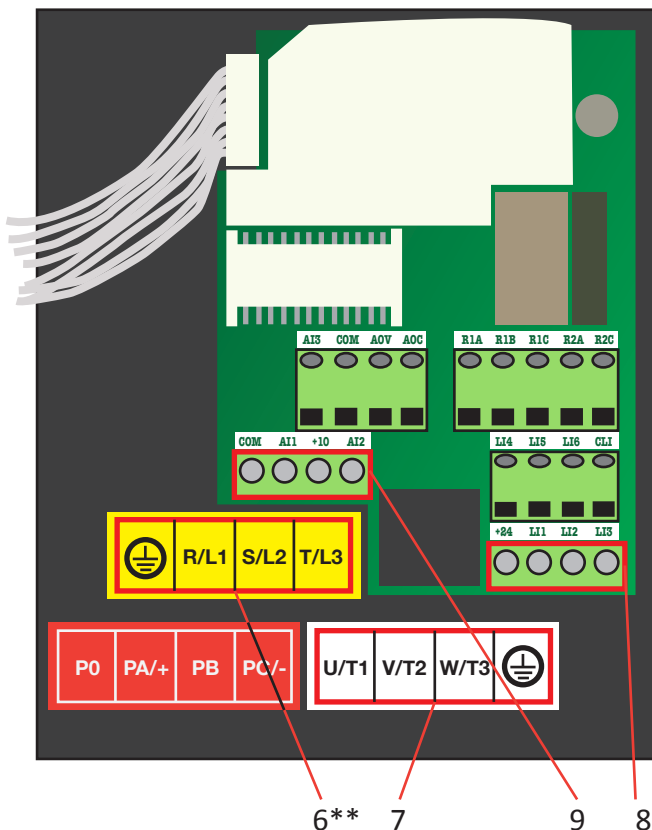 AI3 COM AOV AOC
R1A R1B R1C R2A R2C
COM AI1 +10 AI2
LI4 LI5 LI6 CLI
+24 LI1 LI2 LI3
R/L1 S/L2 T/L3
P0 PA/+ PB PC/-
U/T1 V/T2 W/T3
6** 7 9 8